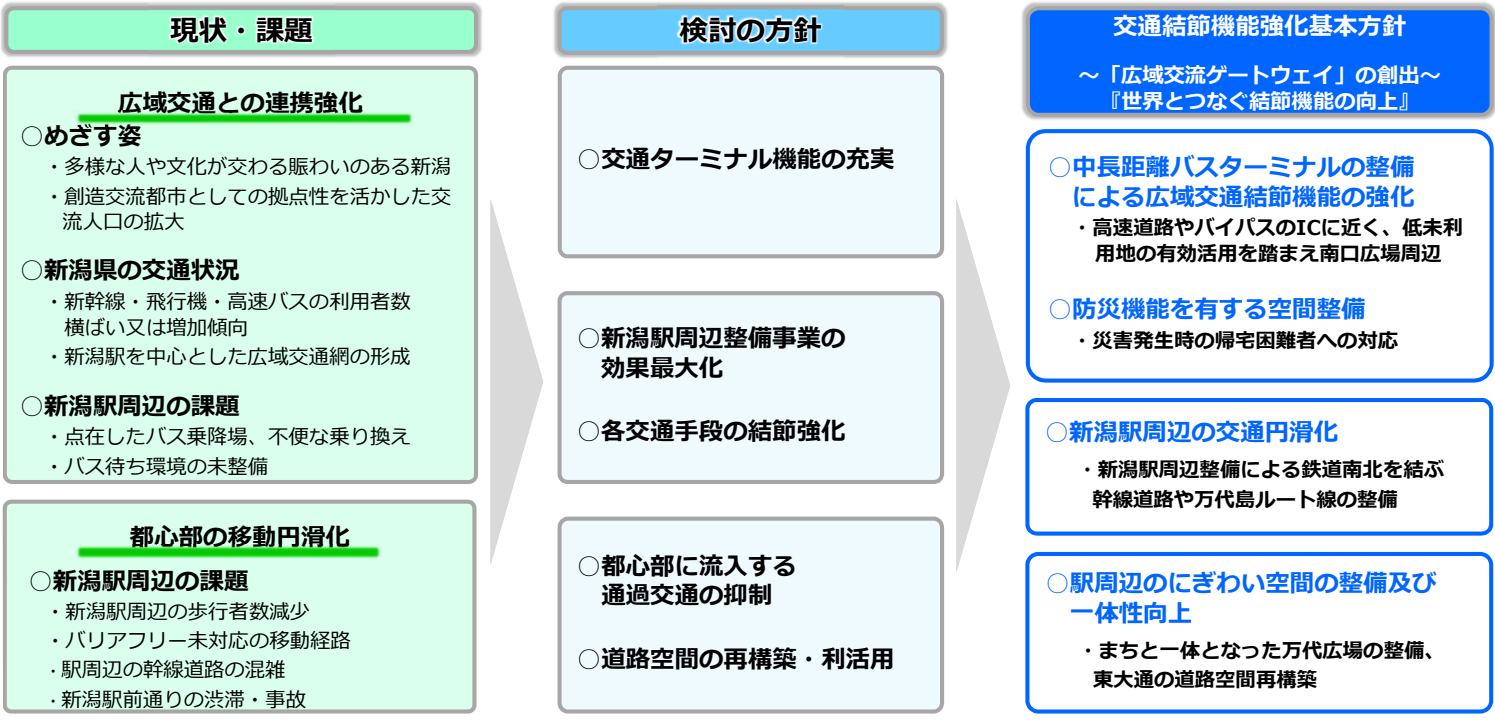 現状・課題
広域交通との連携強化
○めざす姿
・多様な人や文化が交わる賑わいのある新潟
・創造交流都市としての拠点性を活かした交
流人口の拡大
○新潟県の交通状況
・新幹線・飛行機・高速バスの利用者数
横ばい又は増加傾向
・新潟駅を中心とした広域交通網の形成
○新潟駅周辺の課題
・点在したバス乗降場、不便な乗り換え
・バス待ち環境の未整備
都心部の移動円滑化
○新潟駅周辺の課題
・新潟駅周辺の歩行者数減少
・バリアフリー未対応の移動経路
・駅周辺の幹線道路の混雑
・新潟駅前通りの渋滞・事故
検討の方針
○交通ターミナル機能の充実
○新潟駅周辺整備事業の
効果最大化
○各交通手段の結節強化
○都心部に流入する
通過交通の抑制
○道路空間の再構築・利活用
交通結節機能強化基本方針
～「広域交流ゲートウェイ」の創出～
『世界とつなぐ結節機能の向上』
○中長距離バスターミナルの整備
による広域交通結節機能の強化
・高速道路やバイパスのICに近く、低未利
用地の有効活用を踏まえ南口広場周辺
○防災機能を有する空間整備
・災害発生時の帰宅困難者への対応
○新潟駅周辺の交通円滑化
・新潟駅周辺整備による鉄道南北を結ぶ
幹線道路や万代島ルート線の整備
○駅周辺のにぎわい空間の整備及び
一体性向上
・まちと一体となった万代広場の整備、
東大通の道路空間再構築